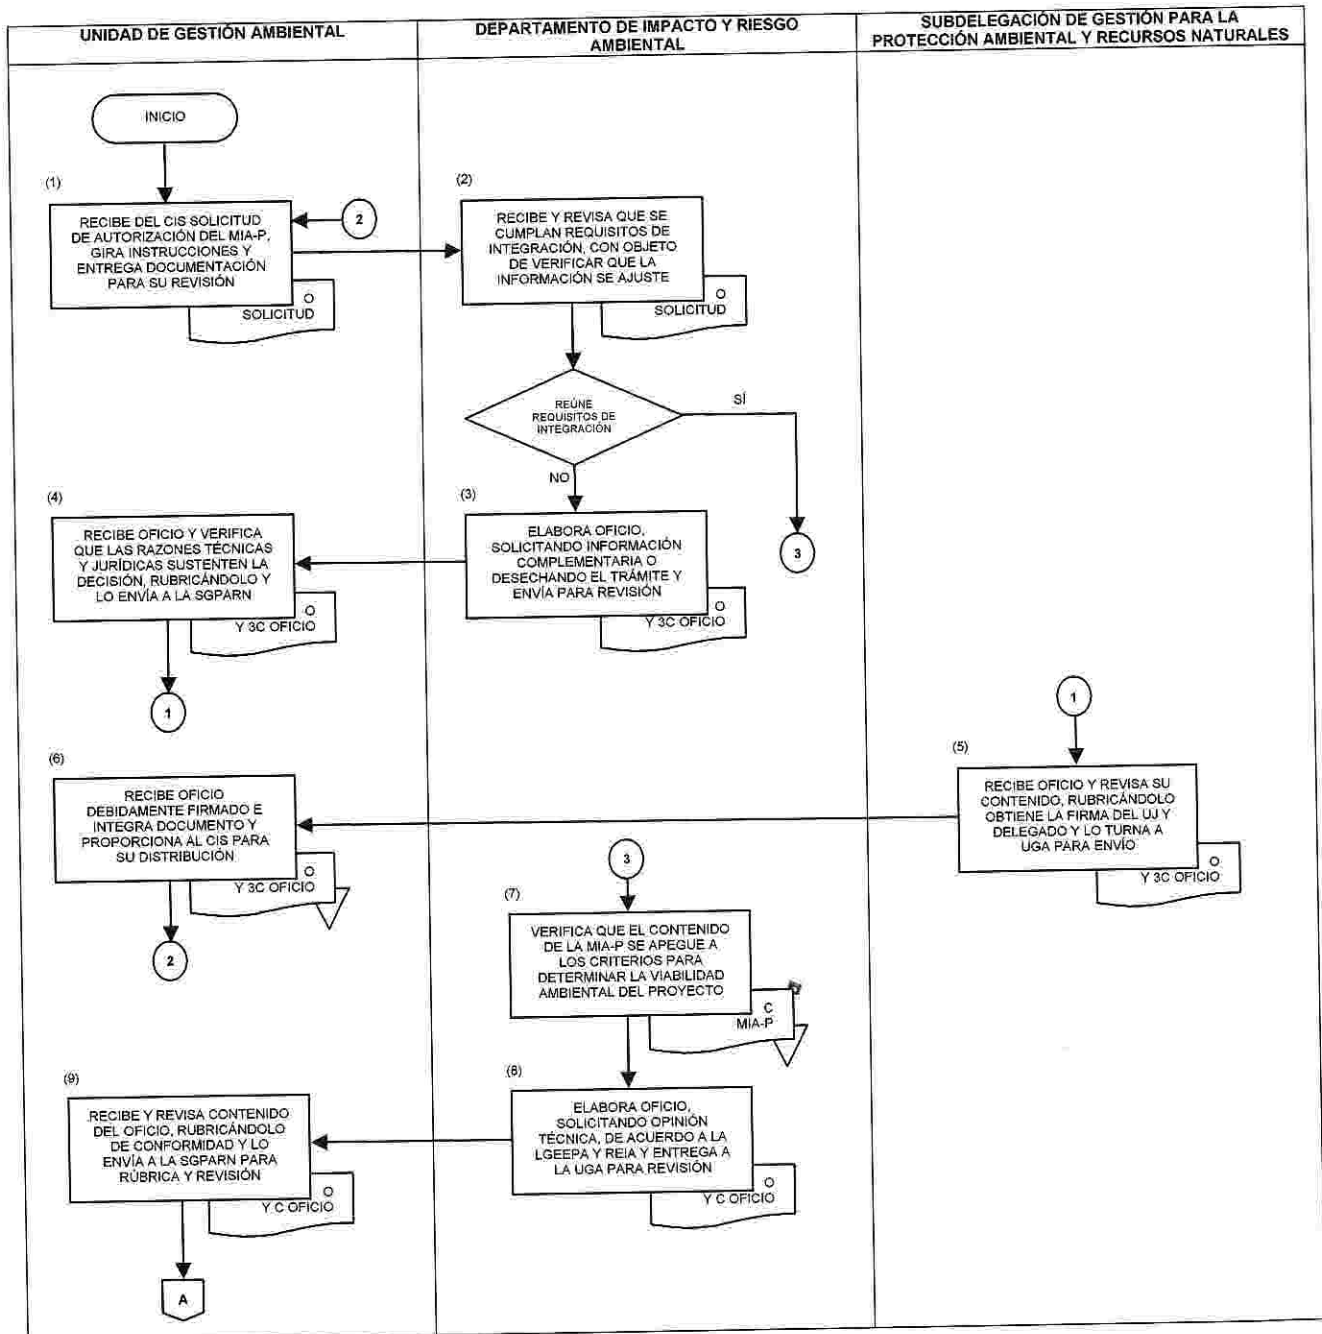 UNIDAD DE GESTIÓN AMBIENTAL
DEPARTAMENTO DE IMPACTO Y RIESGO
AMBIENTAL
SUBDELEGACIÓN DE GESTIÓN PARA LA
PROTECCIÓN AMBIENTAL Y RECURSOS NATURALES
INICIO
(1)
RECIBE DEL CIS SOLICITUD
DE AUTORIZACIÓN DEL MIA-P,
GIRA INSTRUCCIONES Y
ENTREGA DOCUMENTACIÓN
PARA SU REVISIÓN
O
SOLICITUD
2
(2)
RECIBE Y REVISA QUE SE
CUMPLAN REQUISITOS DE
INTEGRACIÓN, CON OBJETO
DE VERIFICAR QUE LA
INFORMACIÓN SE AJUSTE
O
SOLICITUD
REÚNE
REQUISITOS DE
INTEGRACIÓN
SÍ
NO
3
(3)
ELABORA OFICIO,
SOLICITANDO INFORMACIÓN
COMPLEMENTARIA O
DESECHANDO EL TRÁMITE Y
ENVÍA PARA REVISIÓN
O
Y 3C OFICIO
(4)
RECIBE OFICIO Y VERIFICA
QUE LAS RAZONES TÉCNICAS
Y JURÍDICAS SUSTENTEN LA
DECISIÓN, RUBRICÁNDOLO Y
LO ENVÍA A LA SGPARN
O
Y 3C OFICIO
1
1
(5)
RECIBE OFICIO Y REVISA SU
CONTENIDO, RUBRICÁNDOLO
OBTIENE LA FIRMA DEL UJ Y
DELEGADO Y LO TURNA A
UGA PARA ENVÍO
O
Y 3C OFICIO
(6)
RECIBE OFICIO
DEBIDAMENTE FIRMADO E
INTEGRA DOCUMENTO Y
PROPORCIONA AL CIS PARA
SU DISTRIBUCIÓN
O
Y 3C OFICIO
2
3
(7)
VERIFICA QUE EL CONTENIDO
DE LA MIA-P SE APEGUE A
LOS CRITERIOS PARA
DETERMINAR LA VIABILIDAD
AMBIENTAL DEL PROYECTO
C
MIA-P
(8)
ELABORA OFICIO,
SOLICITANDO OPINIÓN
TÉCNICA, DE ACUERDO A LA
LGEEPA Y REIA Y ENTREGA A
LA UGA PARA REVISIÓN
O
Y C OFICIO
(9)
RECIBE Y REVISA CONTENIDO
DEL OFICIO, RUBRICÁNDOLO
DE CONFORMIDAD Y LO
ENVÍA A LA SGPARN PARA
RÚBRICA Y REVISIÓN
O
Y C OFICIO
A